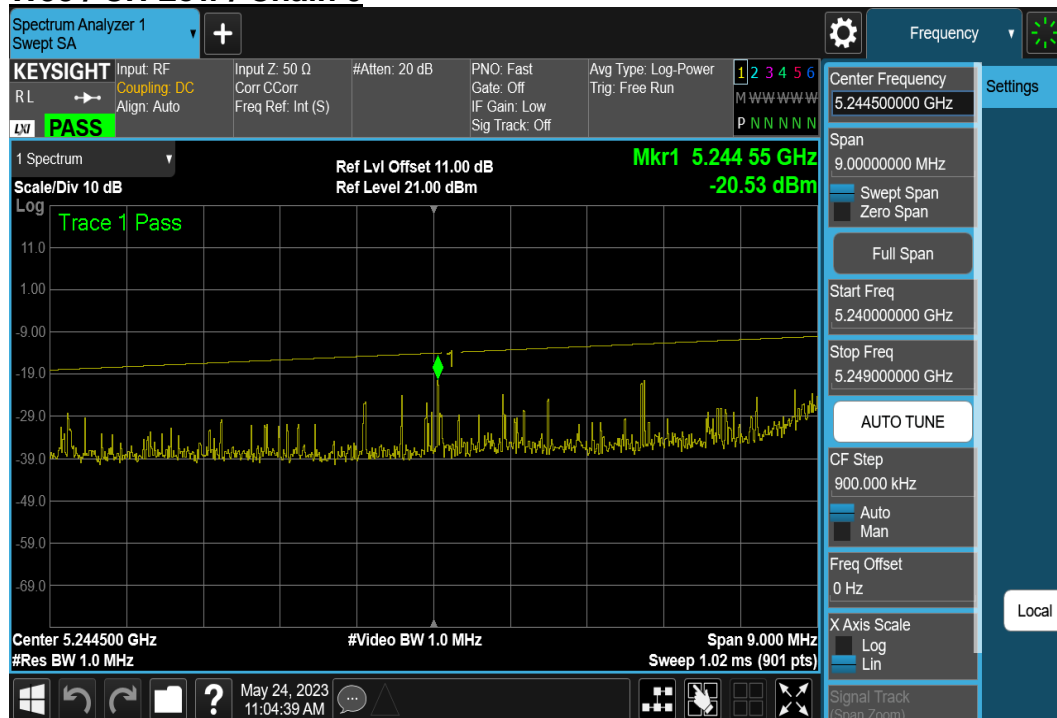 Spectrum Analyzer 1
Swept SA
Frequency
KEYSIGHT
RL
LXI
PASS
Input: RF
Coupling: DC
Align: Auto
Input Z: 50 Ω
Corr CCorr
Freq Ref: Int (S)
#Atten: 20 dB
PNO: Fast
Gate: Off
IF Gain: Low
Sig Track: Off
Avg Type: Log-Power
Trig: Free Run
1 2 3 4 5 6
M W W W W W
P N N N N N
1 Spectrum
Scale/Div 10 dB
Ref Lvl Offset 11.00 dB
Ref Level 21.00 dBm
Mkr1 5.244 55 GHz
-20.53 dBm
Log
Trace 1 Pass
11.0
1.00
-9.00
1
-19.0
-29.0
-39.0
-49.0
-59.0
-69.0
Center 5.244500 GHz
#Video BW 1.0 MHz
Span 9.000 MHz
#Res BW 1.0 MHz
Sweep 1.02 ms (901 pts)
?
May 24, 2023
11:04:39 AM
Center Frequency
5.244500000 GHz
Settings
Span
9.00000000 MHz
Swept Span
Zero Span
Full Span
Start Freq
5.240000000 GHz
Stop Freq
5.249000000 GHz
AUTO TUNE
CF Step
900.000 kHz
Auto
Man
Freq Offset
0 Hz
Local
X Axis Scale
Log
Lin
Signal Track
(Span Zoom)